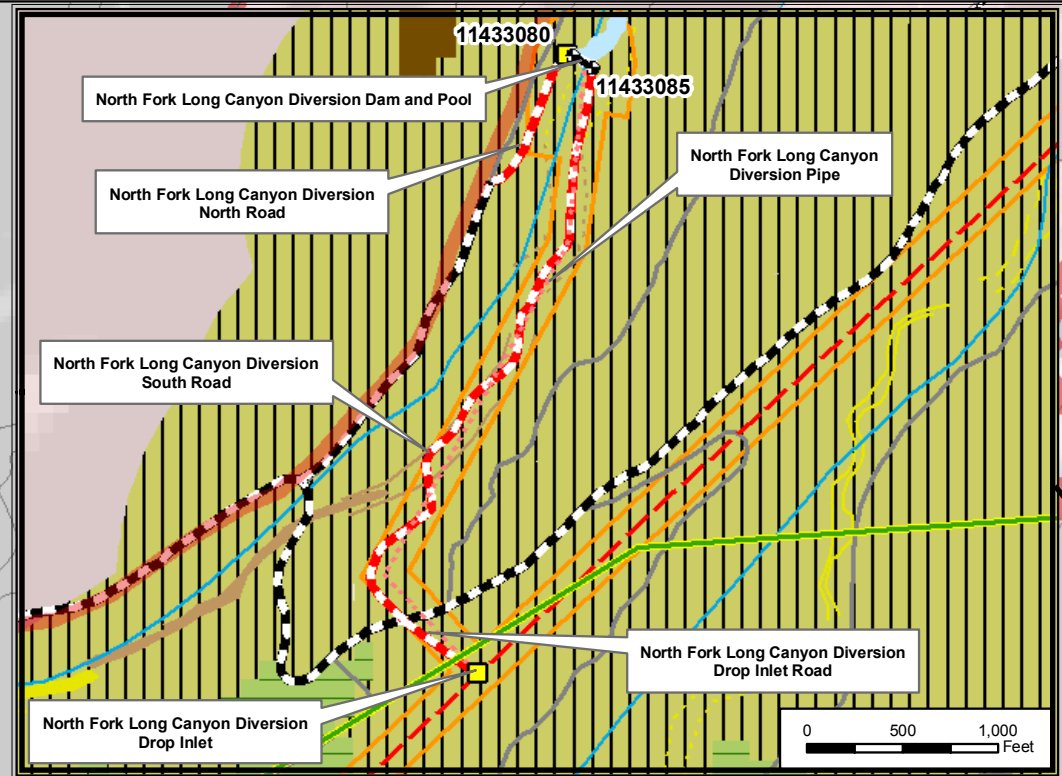 11433080
North Fork Long Canyon Diversion Dam and Pool
11433085
North Fork Long Canyon
Diversion Pipe
North Fork Long Canyon Diversion
North Road
North Fork Long Canyon Diversion
South Road
North Fork Long Canyon Diversion
Drop Inlet Road
North Fork Long Canyon Diversion
Drop Inlet
0 500 1,000
Feet